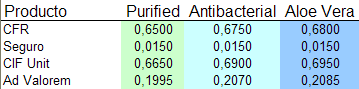 Producto Purified Antibacterial Aloe Vera
CFR 0,6500 0,6750 0,6800
Seguro 0,0150 0,0150 0,0150
CIF Unit 0,6650 0,6900 0,6950
Ad Valorem 0,1995 0,2070 0,2085